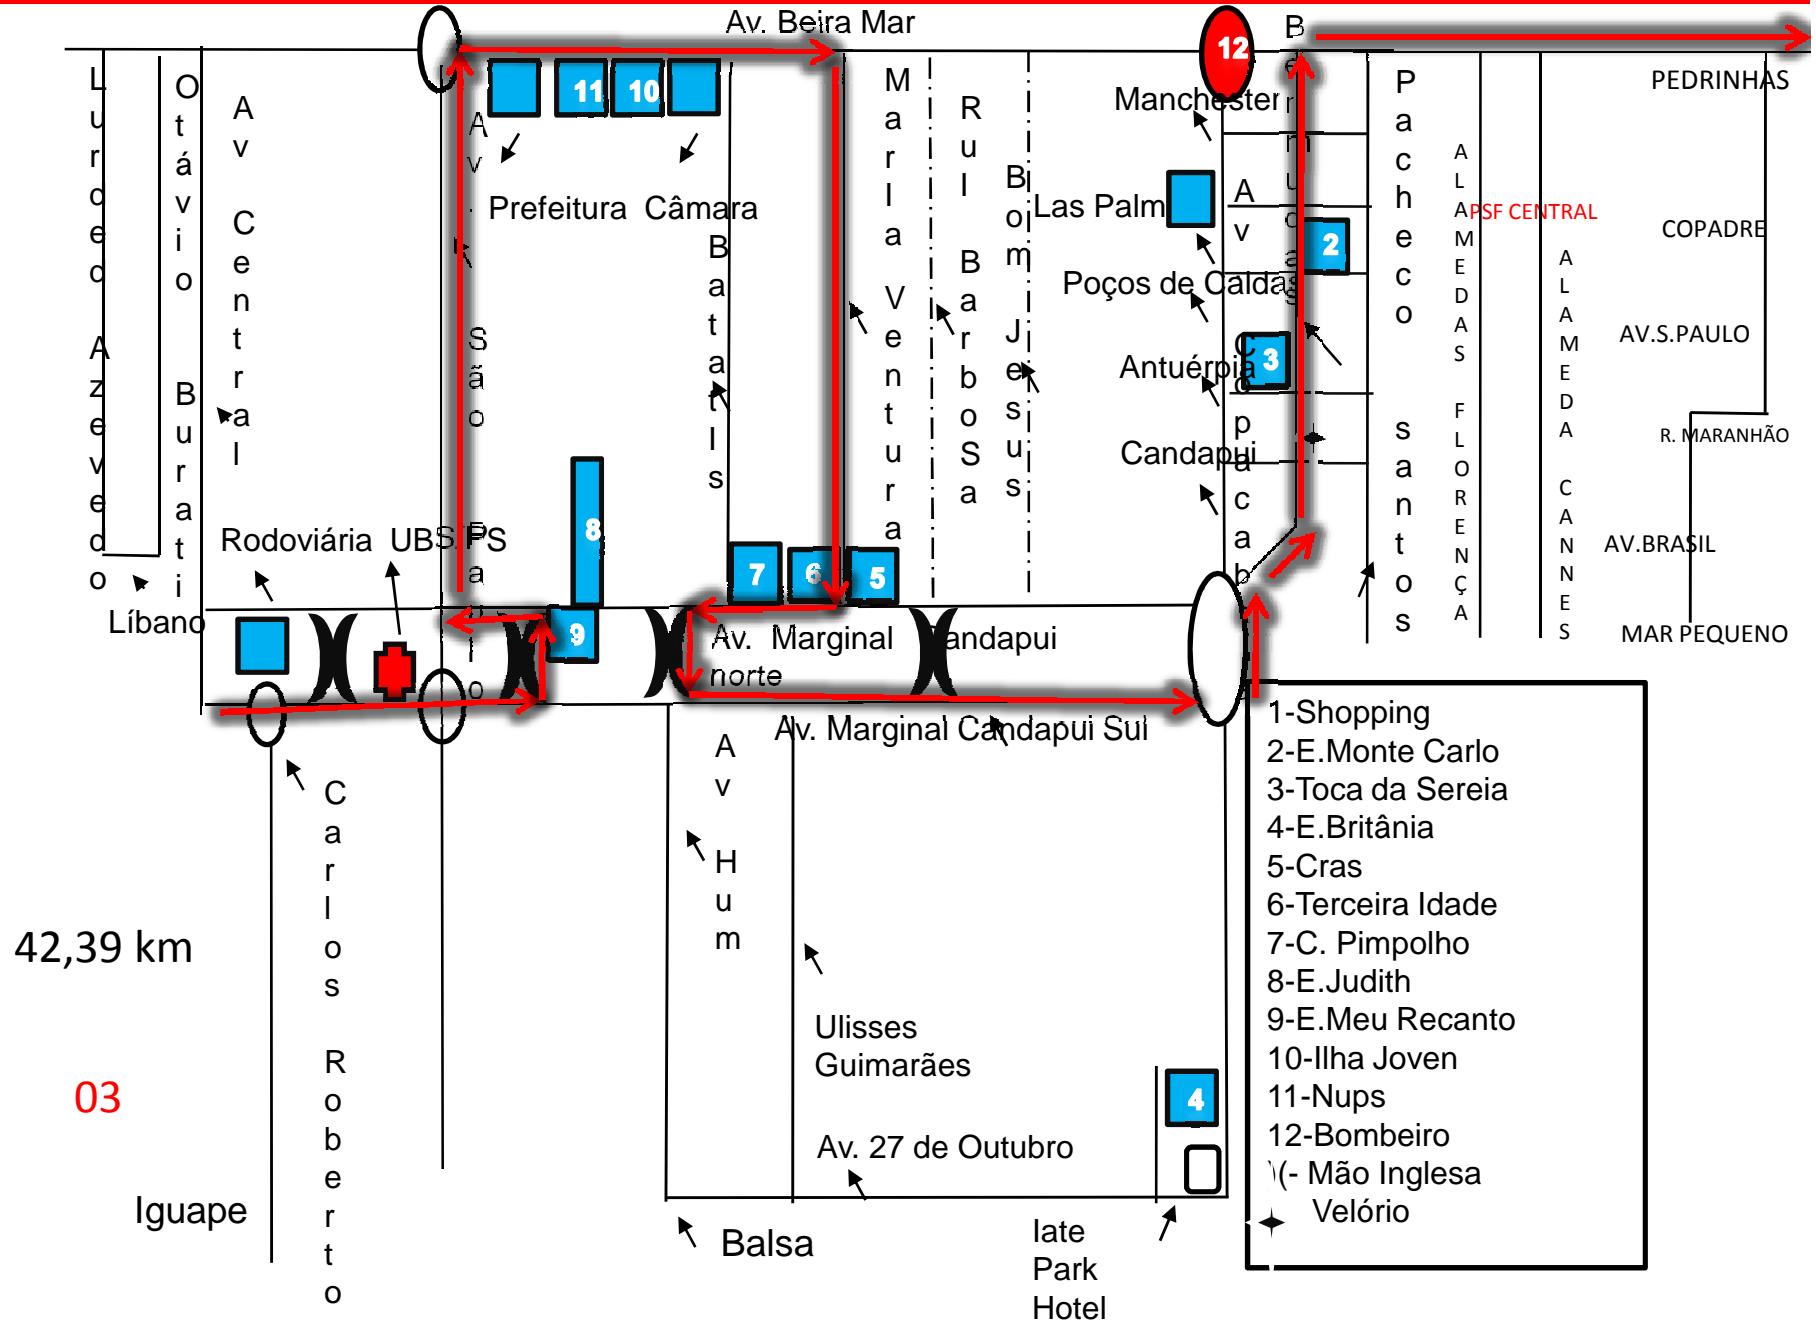 Av. Beira Mar
12
11
10
Manchester
PEDRINHAS
Otávio Buratti
Av Central
Av. São Paulo
Prefeitura Câmara
Batais
Bom Jesus
Las Palm
Av Copacab
2
Pacheco santos
ALAMEDAS FLORENÇA
PSF CENTRAL
ALAMEDA CANNES
COPADRE
Poços de Caldas
AV.S.PAULO
Antuérpia
3
R. MARANHÃO
Candapui
Rodoviária UBS/PS
8
AV.BRASIL
7
6
5
Líbano
9
Av. Marginal Candapui
norte
MAR PEQUENO
Av. Marginal Candapui Sul
Carlos Roberto
Av Hum
42,39 km
03
Iguape
Ulisses
Guimarães
Av. 27 de Outubro
4
Balsa
Iate
Park
Hotel
1-Shopping
2-E.Monte Carlo
3-Toca da Sereia
4-E.Britânia
5-Cras
6-Terceira Idade
7-C. Pimpolho
8-E.Judith
9-E.Meu Recanto
10-Ilha Joven
11-Nups
12-Bombeiro
)(- Mão Inglesa
Velório